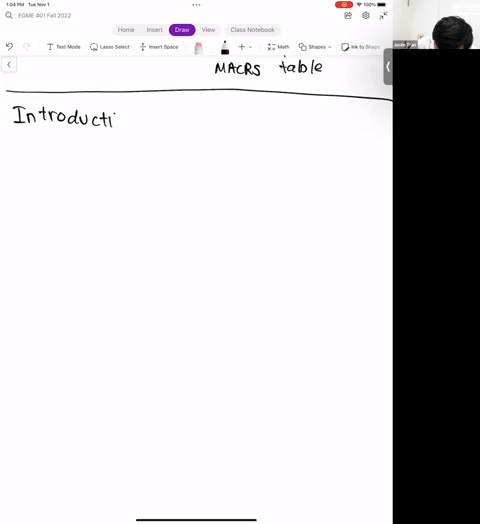 1:04 PM Tue Nov 1
100%
EGME 401 Fall 2022
Home Insert Draw View Class Notebook
Text Mode Lasso Select Insert Space Math Shapes Ink to Shape
MACRS table
Introducti